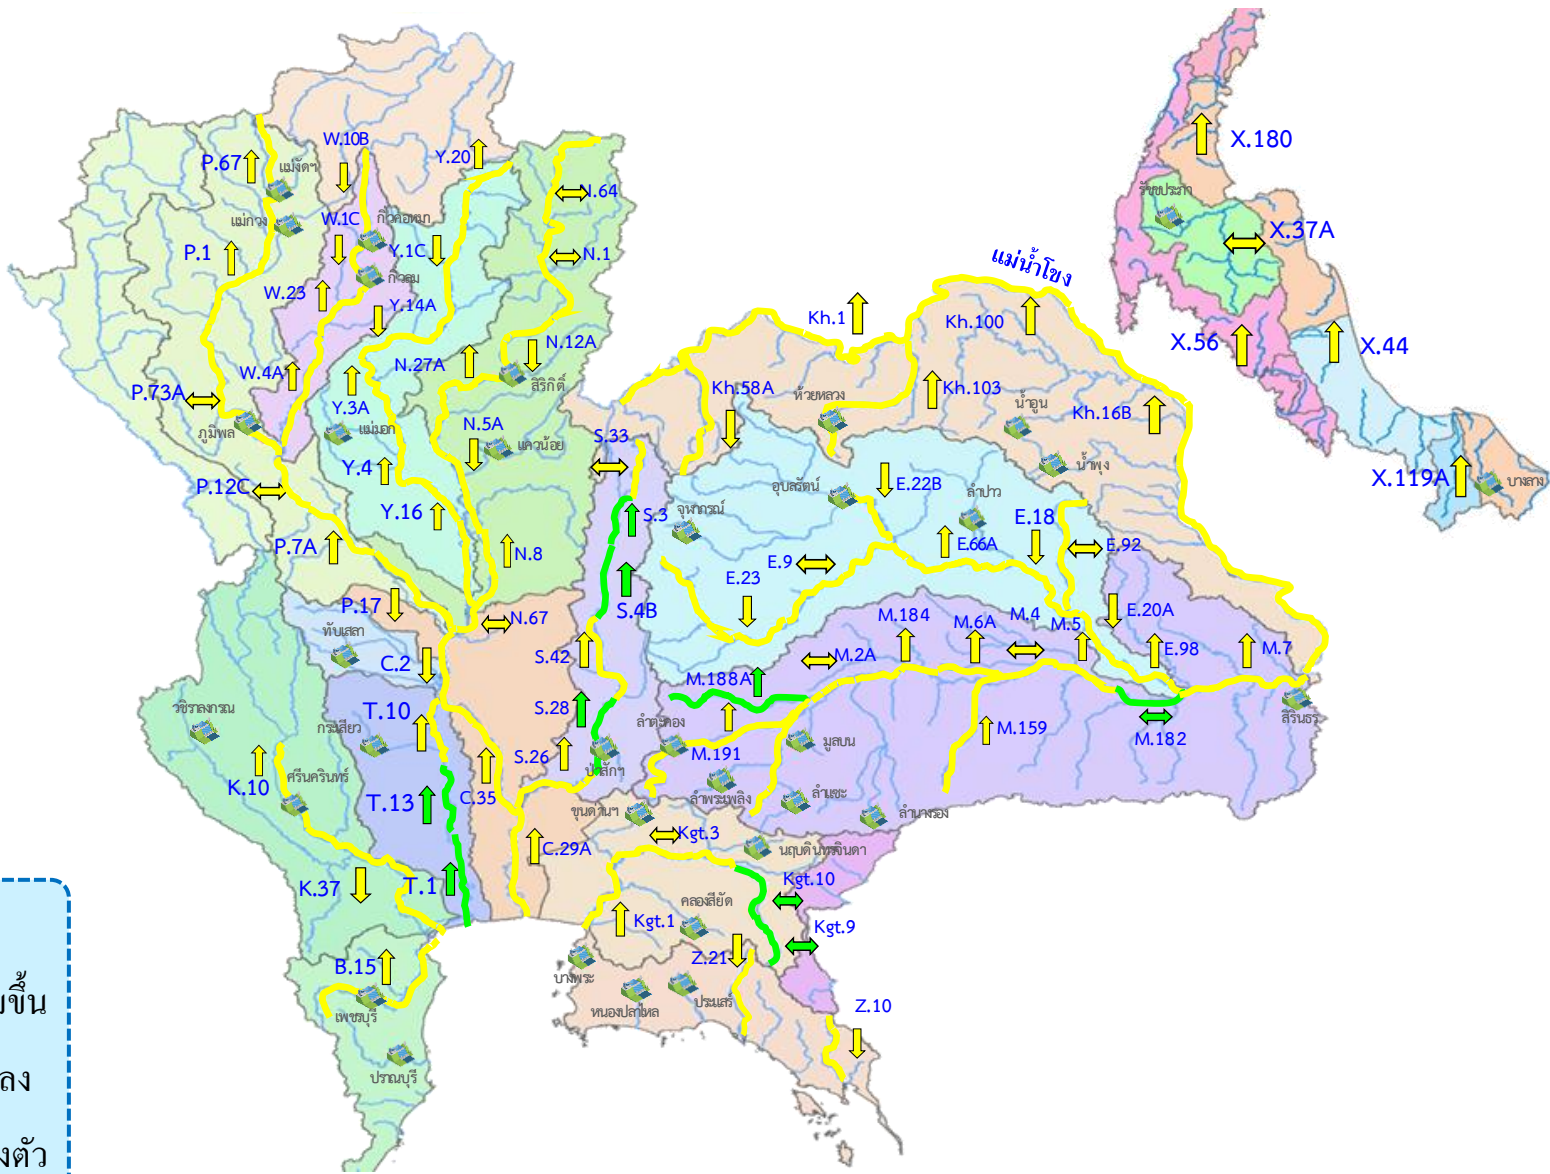 W.10B
Y.20
P.67
แม่งัดฯ
X.180
รัชชประภา
N.64
แม่กวง
W.1C
กิ่วคอหมา
X.37A
P.1
Y.1C
N.1
แม่น้ำโขง
กิ่วลม
W.23
Y.14A
Kh.1
Kh.100
X.56
X.44
N.12A
N.27A
W.4A
สิริกิติ์
P.73A
Y.3A
Kh.58A
ห้วยหลวง
Kh.103
น้ำอูน
Kh.16B
ภูมิพล
แม่มอก
N.5A
แควน้อย
S.33
น้ำพุง
Y.4
X.119A
บางลาง
P.12C
อุบลรัตน์
E.22B
ลำปาว
จุฬาภรณ์
Y.16
S.3
E.18
P.7A
N.8
E.66A
E.92
E.9
E.23
P.17
S.4B
E.20A
N.67
M.184
M.6A
M.4
M.5
ทับเสลา
C.2
S.42
M.2A
E.98
M.7
M.188A
วชิราลงกรณ
T.10
S.28
ลำตะคอง
สิรินธร
กระเสียว
มูลบน
M.159
M.182
S.26
M.191
ป่าสักฯ
K.10
ศรีนครินทร์
T.13
C.35
ลำพระเพลิง
ลำแซะ
ลำนางรอง
ขุนด่านฯ
Kgt.3
C.29A
นฤบดินทรจินดา
K.37
T.1
Kgt.10
คลองสียัด
Kgt.1
Kgt.9
Z.21
B.15
บางพระ
ประแสร์
หนองปลาไหล
Z.10
เพชรบุรี
ปราณบุรี
ขึ้น
ลง
งตัว